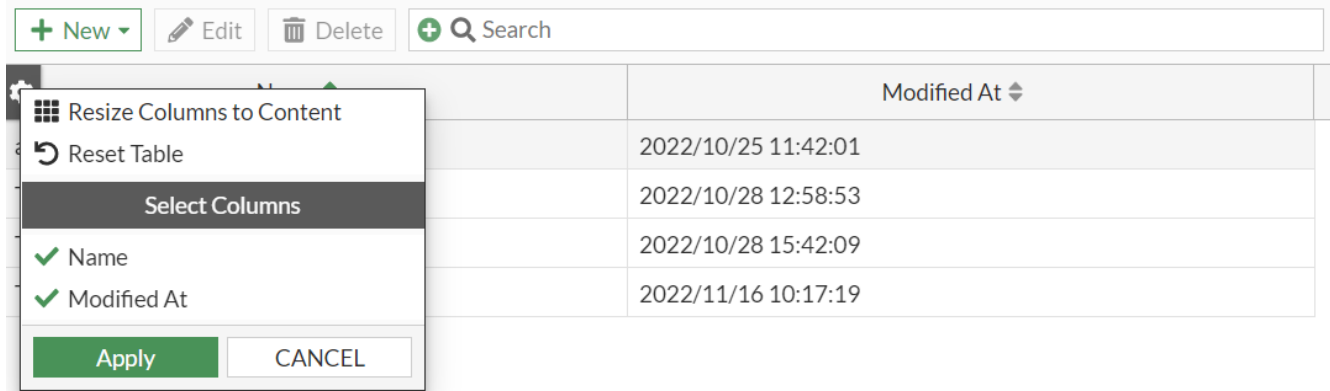 New Edit Delete Search
Modified At
Resize Columns to Content
Reset Table
2022/10/25 11:42:01
Select Columns
2022/10/28 12:58:53
Name
2022/10/28 15:42:09
Modified At
2022/11/16 10:17:19
Apply CANCEL